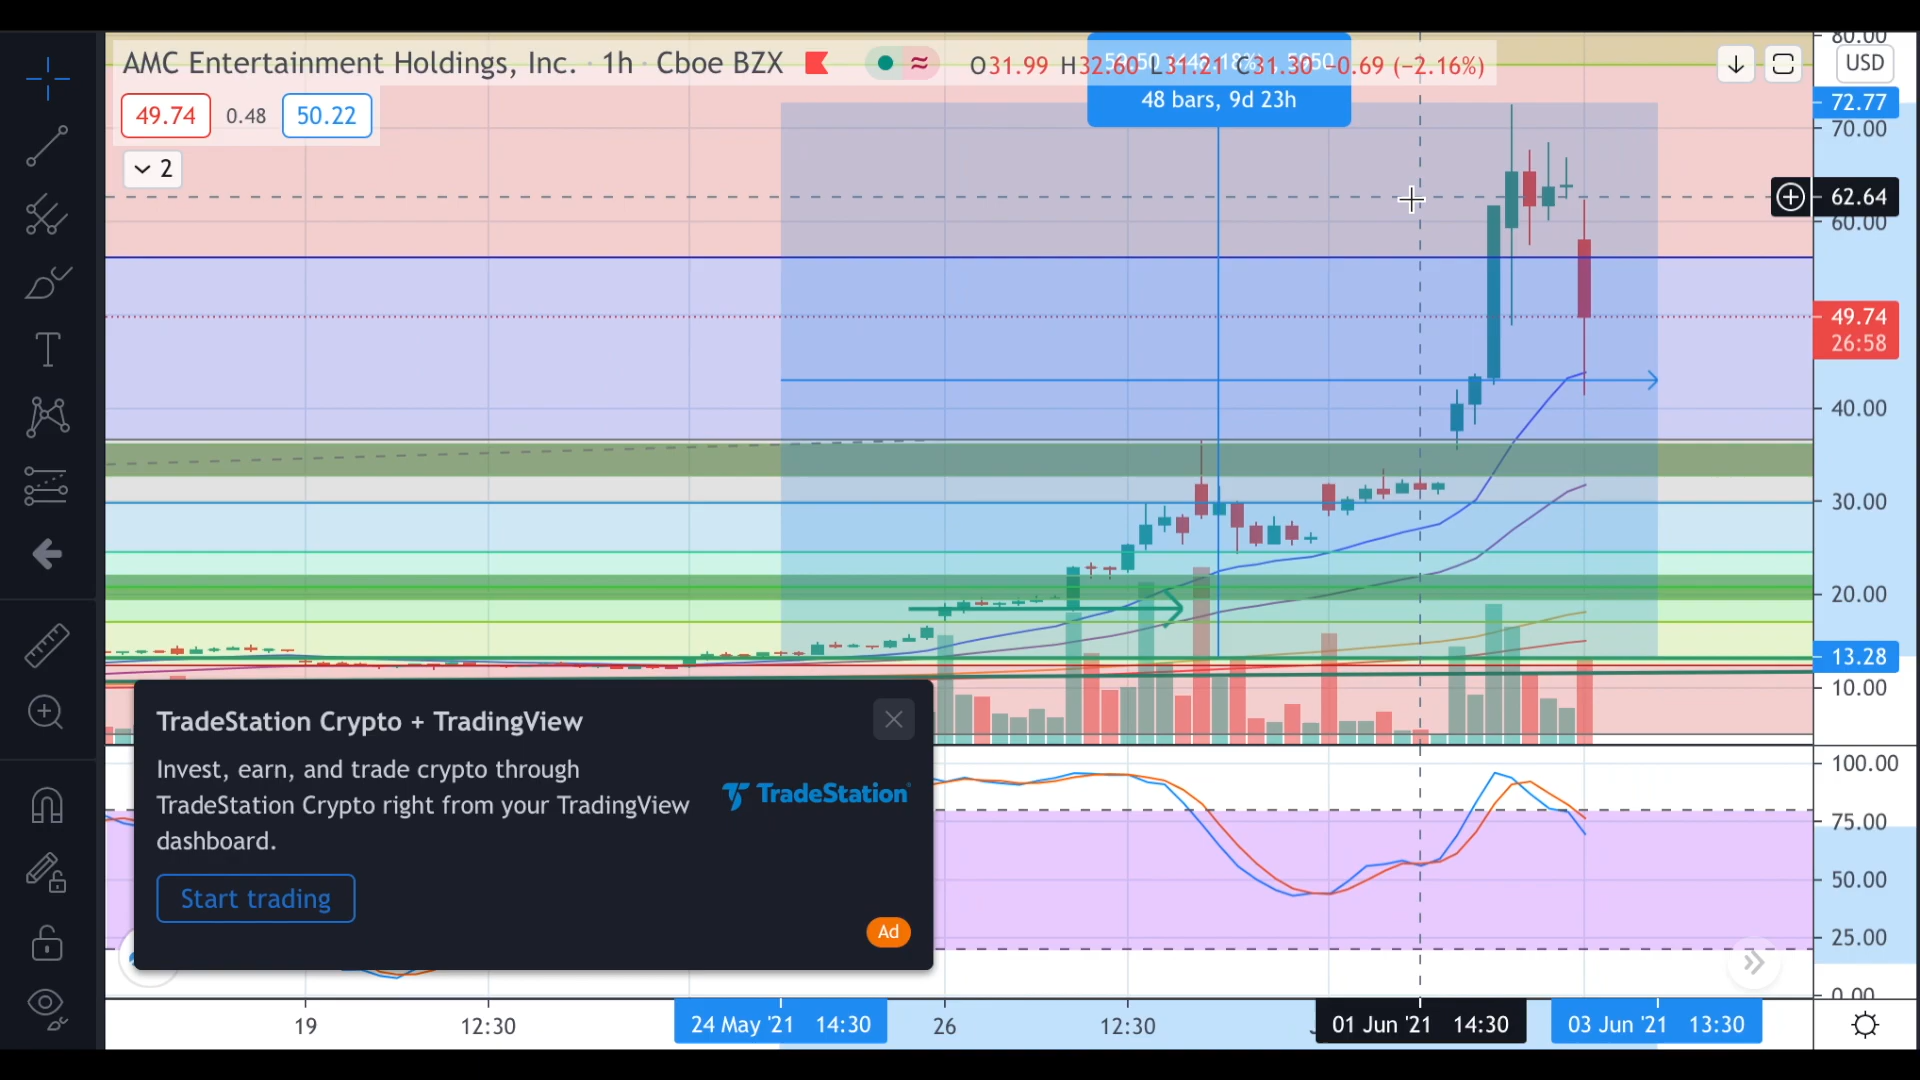 AMC Entertainment Holdings, Inc. · 1h · Cboe BZX ≈ O31.99 H32.60 L31.21 C31.30 −0.69 (−2.16%)
80.00
USD
48 bars, 9d 23h
72.77
49.74 0.48 50.22
70.00
2
62.64
60.00
49.74
26:58
40.00
30.00
20.00
13.28
10.00
TradeStation Crypto + TradingView
Invest, earn, and trade crypto through
TradeStation Crypto right from your TradingView
dashboard.
TradeStation
Start trading
Ad
100.00
75.00
50.00
25.00
0.00
19 12:30 24 May '21 14:30 26 12:30 01 Jun '21 14:30 03 Jun '21 13:30